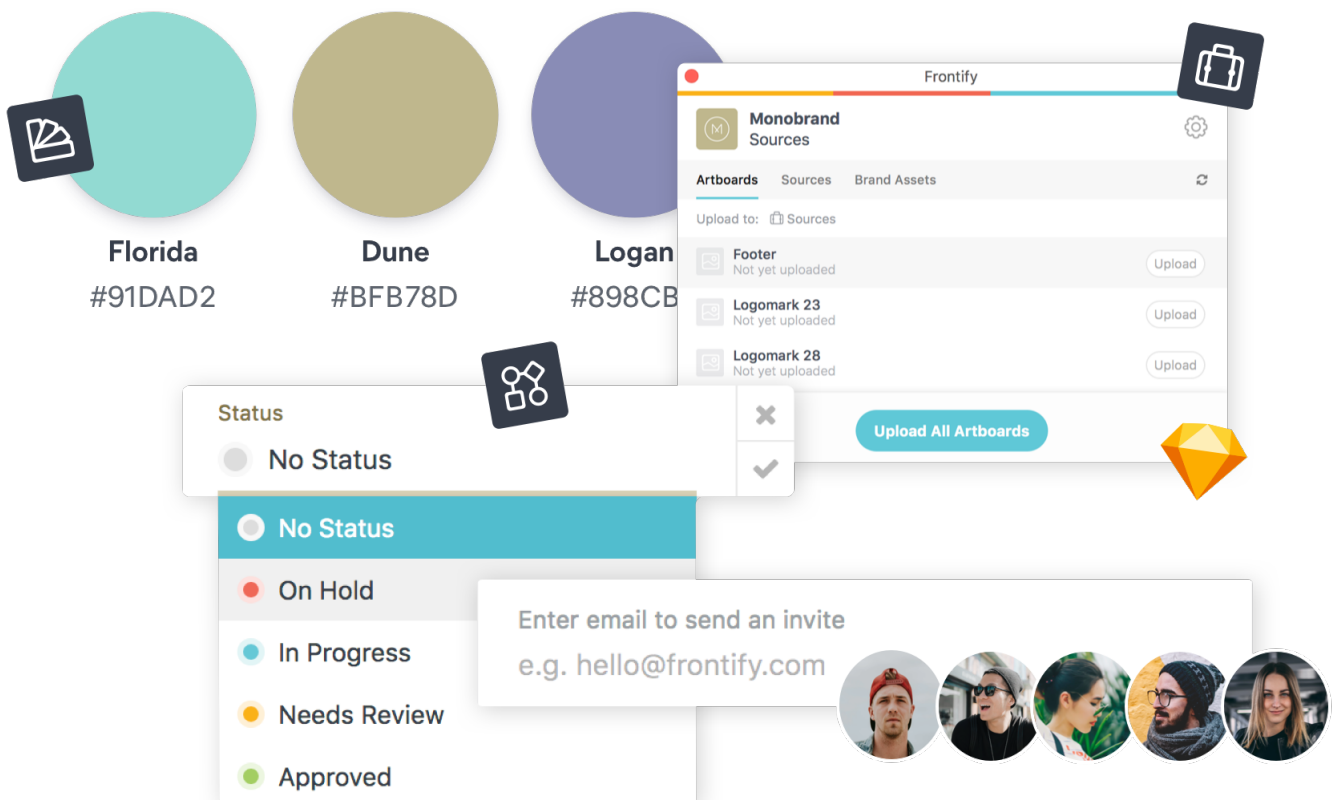 Florida
#91DAD2
Dune
#BFB78D
Logan
#898CB
Frontify
M
Monobrand
Sources
Artboards Sources Brand Assets
Upload to: Sources
Footer
Not yet uploaded
Upload
Logomark 23
Not yet uploaded
Upload
Logomark 28
Not yet uploaded
Upload
Upload All Artboards
Status
No Status
No Status
On Hold
In Progress
Needs Review
Approved
Enter email to send an invite
e.g. hello@frontify.com